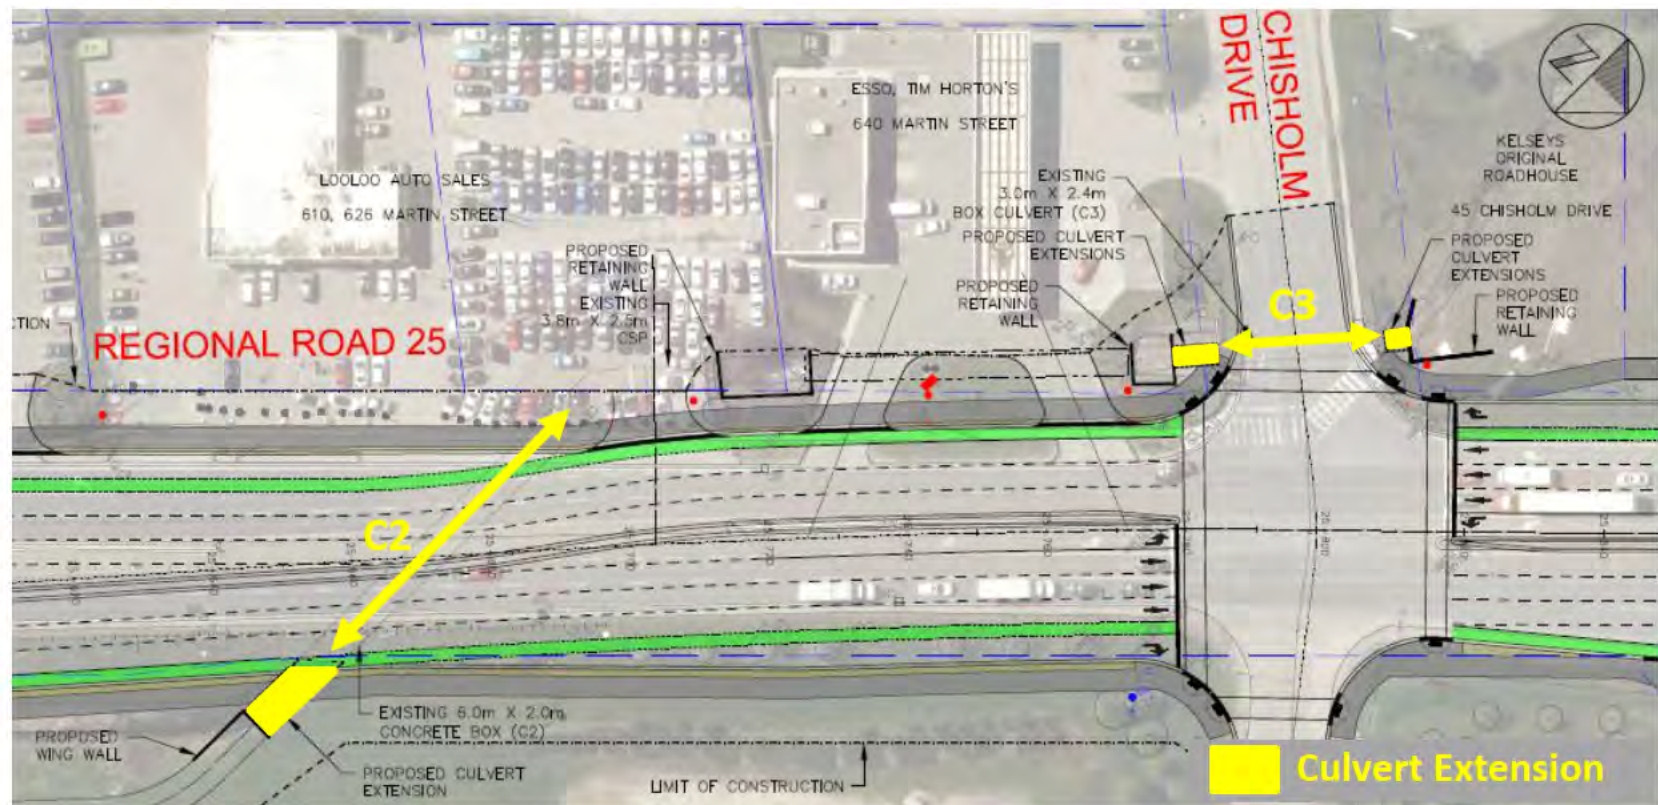 CHISHOLM
DRIVE
ESSO, TIM HORTON'S
640 MARTIN STREET
KELSEYS
ORIGINAL
ROADHOUSE
45 CHISHOLM DRIVE
LOOLOO AUTO SALES
610, 626 MARTIN STREET
EXISTING
3.0m X 2.4m
BOX CULVERT (C3)
PROPOSED CULVERT
EXTENSIONS
PROPOSED
RETAINING
WALL
PROPOSED
CULVERT
EXTENSIONS
PROPOSED
RETAINING
WALL
PROPOSED
RETAINING
WALL
EXISTING
3.8m X 2.5m
CSP
CTION
REGIONAL ROAD 25
C3
C2
EXISTING 6.0m X 2.0m
CONCRETE BOX (C2)
PROPOSED
WING WALL
PROPOSED CULVERT
EXTENSION
LIMIT OF CONSTRUCTION
Culvert Extension